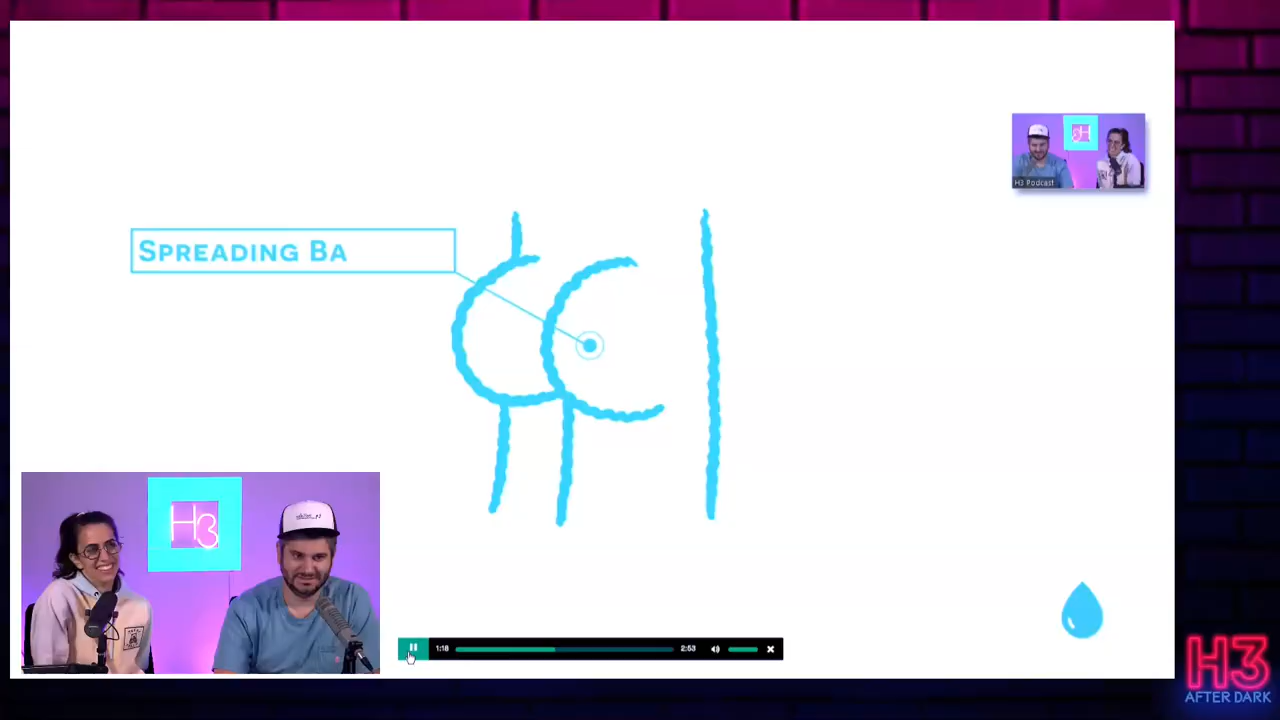 H3 Podcast
SPREADING BA
H3
1:18
2:53
H3
AFTER DARK